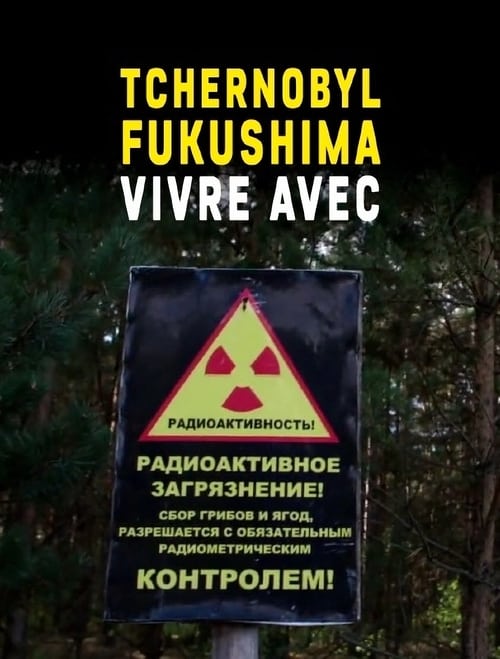 TCHERNOBYL
FUKUSHIMA
VIVRE AVEC
РАДИОАКТИВНОСТЬ!
РАДИОАКТИВНОЕ
ЗАГРЯЗНЕНИЕ!
СБОР ГРИБОВ И ЯГОД,
РАЗРЕШАЕТСЯ С ОБЯЗАТЕЛЬНЫМ
РАДИОМЕТРИЧЕСКИМ
КОНТРОЛЕМ!